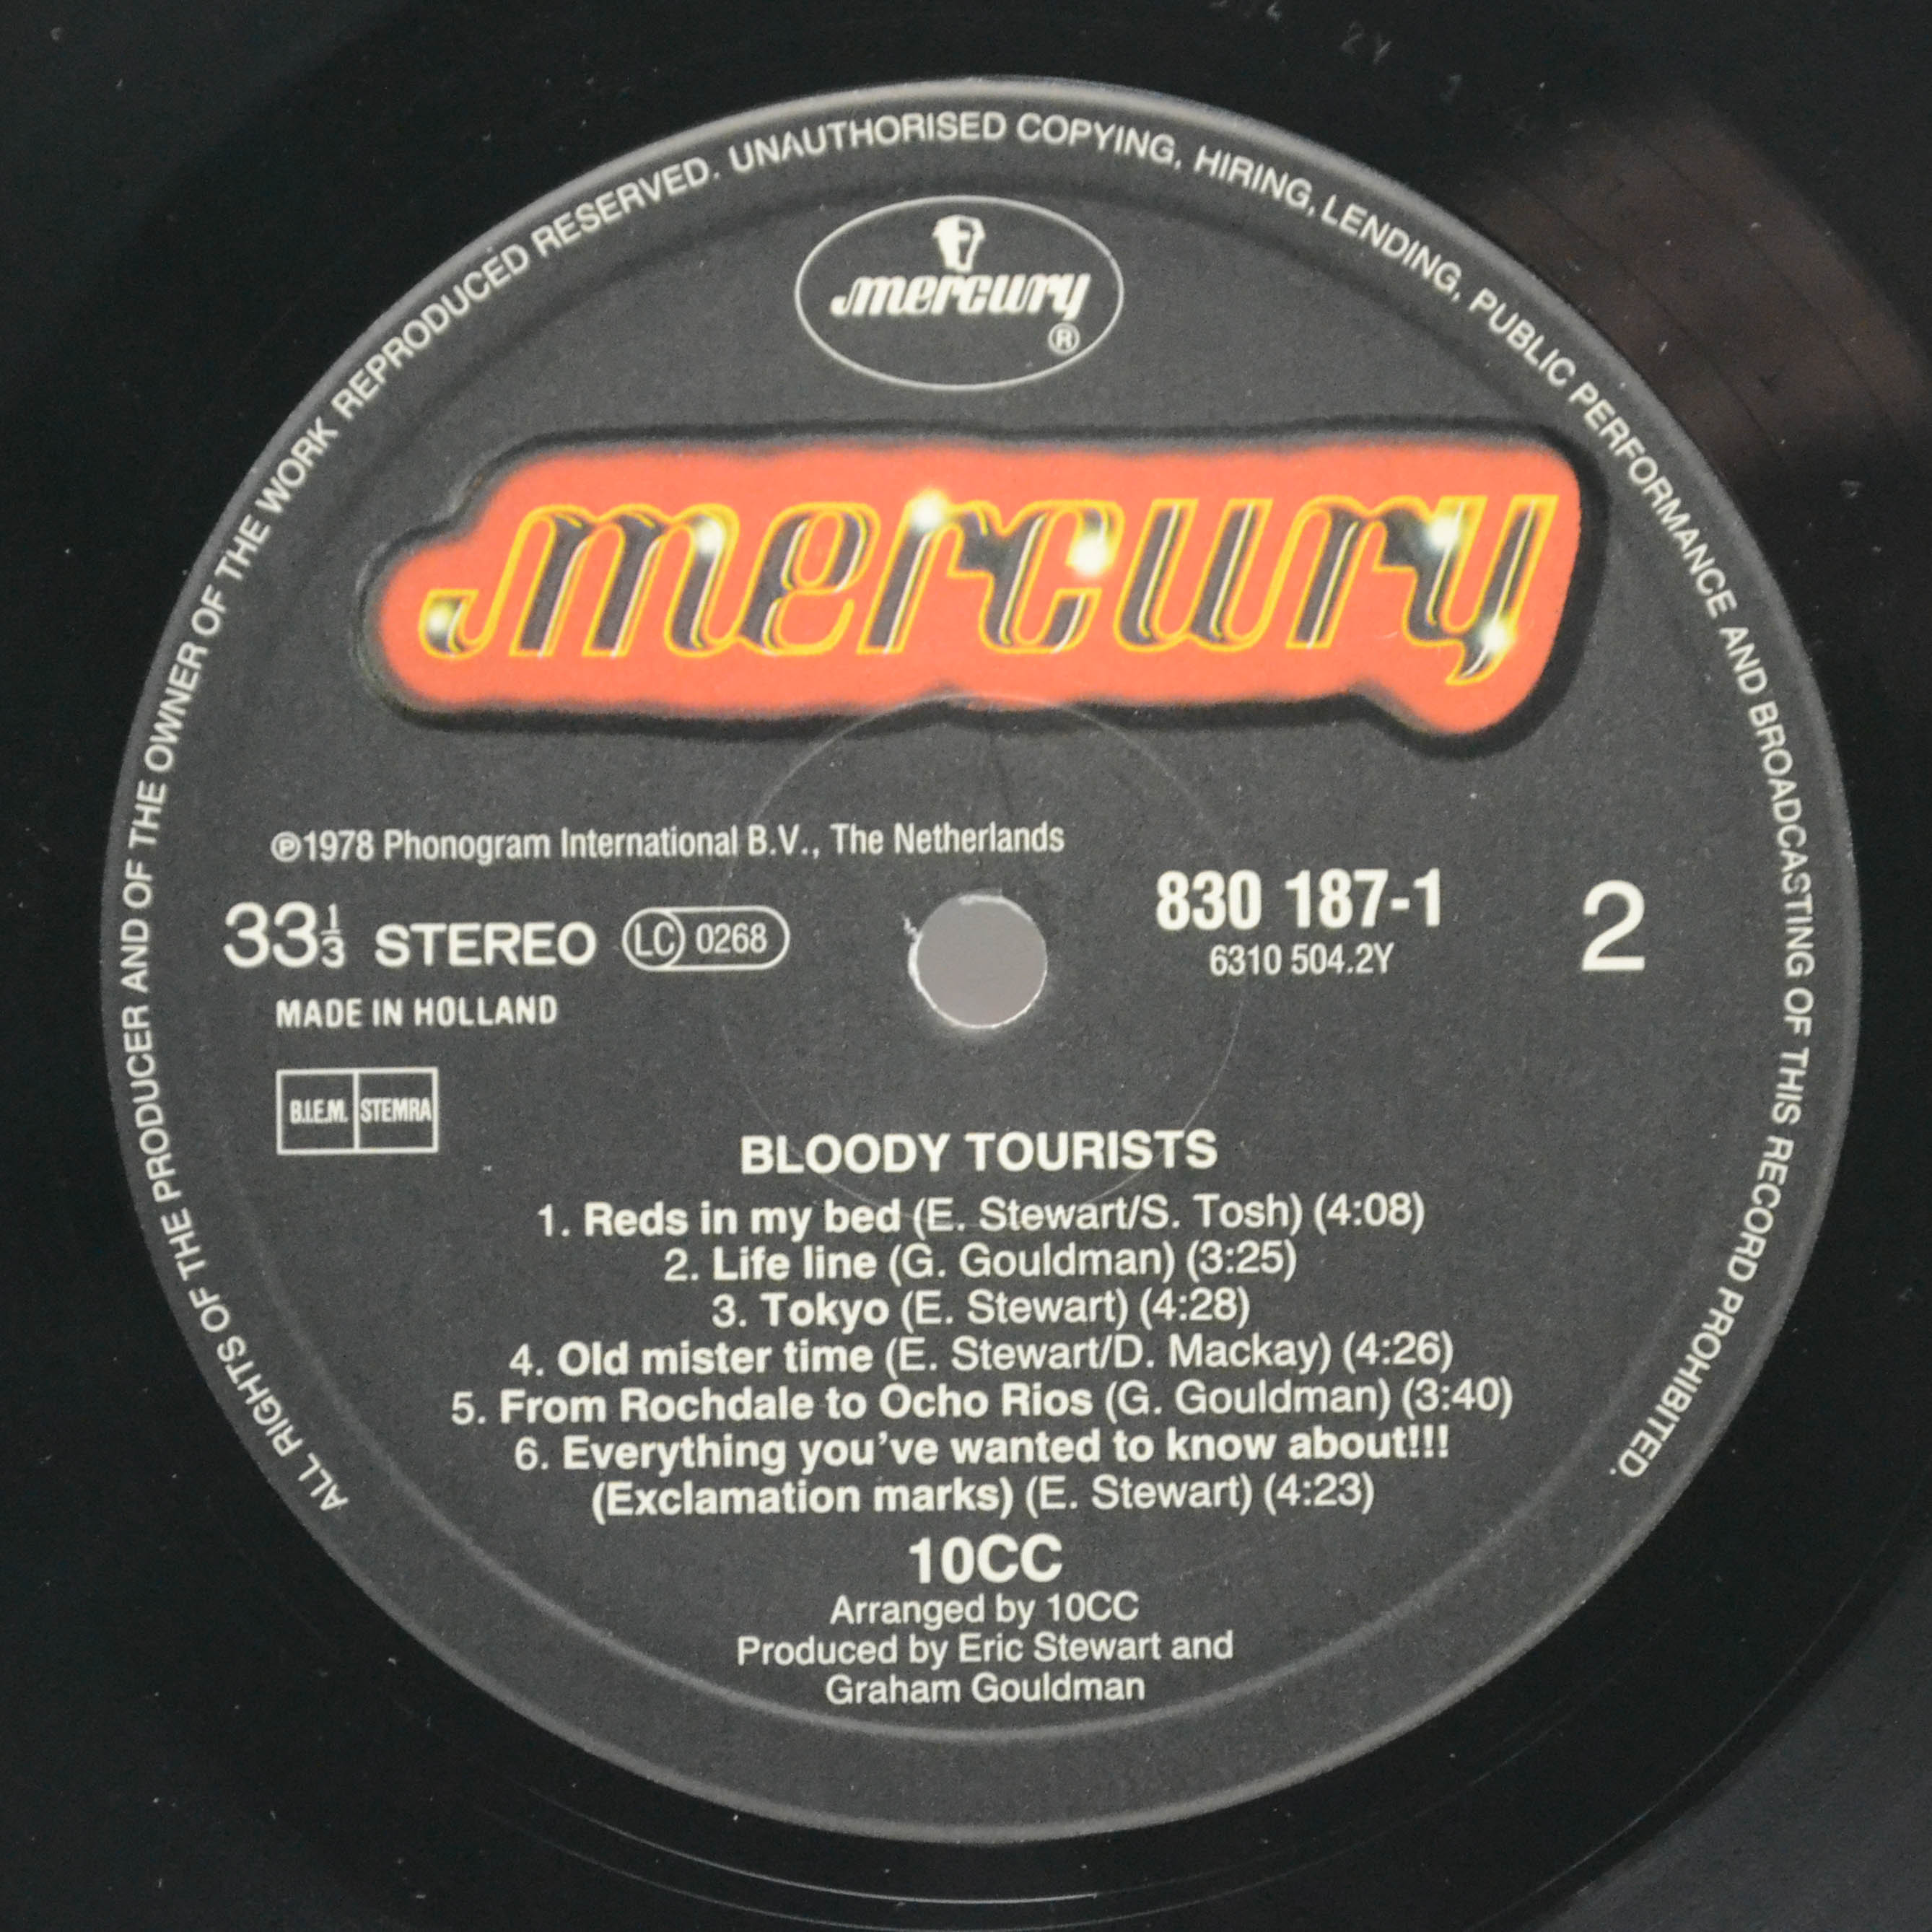 ALL RIGHTS OF THE PRODUCER AND OF THE OWNER OF THE WORK REPRODUCED RESERVED. UNAUTHORISED COPYING, HIRING, LENDING, PUBLIC PERFORMANCE AND BROADCASTING OF THIS RECORD PROHIBITED.
mercury
®
mercury
℗1978 Phonogram International B.V., The Netherlands
33⅓ STEREO LC 0268
830 187-1
6310 504.2Y
2
MADE IN HOLLAND
B.I.E.M. STEMRA
BLOODY TOURISTS
1. Reds in my bed (E. Stewart/S. Tosh) (4:08)
2. Life line (G. Gouldman) (3:25)
3. Tokyo (E. Stewart) (4:28)
4. Old mister time (E. Stewart/D. Mackay) (4:26)
5. From Rochdale to Ocho Rios (G. Gouldman) (3:40)
6. Everything you've wanted to know about!!!
(Exclamation marks) (E. Stewart) (4:23)
10CC
Arranged by 10CC
Produced by Eric Stewart and
Graham Gouldman